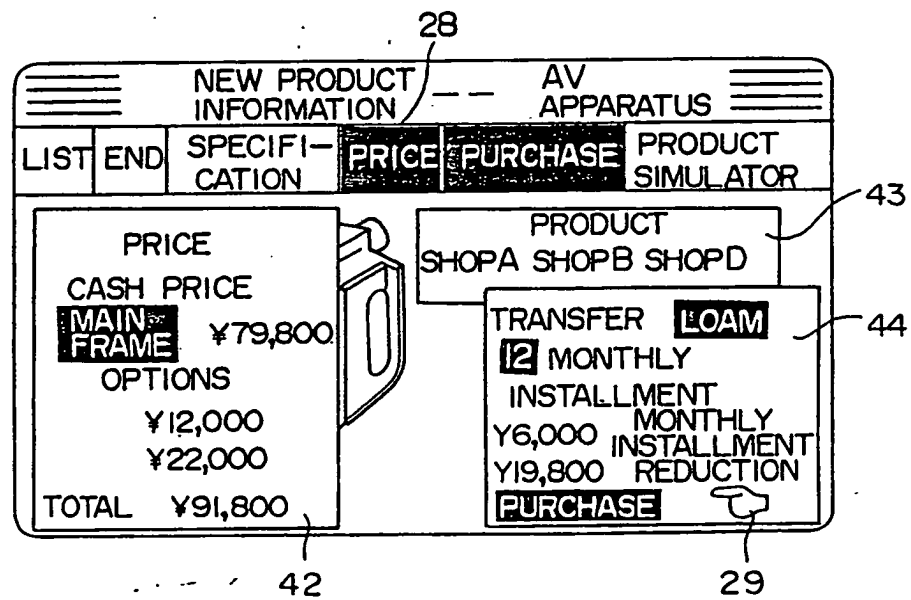 28
NEW PRODUCT INFORMATION -- AV APPARATUS
LIST END SPECIFI-CATION PRICE PURCHASE PRODUCT SIMULATOR
PRICE
CASH PRICE
MAIN-FRAME ¥79,800
OPTIONS
¥12,000
¥22,000
TOTAL ¥91,800
42
PRODUCT
SHOPA SHOPB SHOPD
43
TRANSFER LOAM
12 MONTHLY
INSTALLMENT
Y6,000 MONTHLY INSTALLMENT
Y19,800 REDUCTION
PURCHASE
44
29